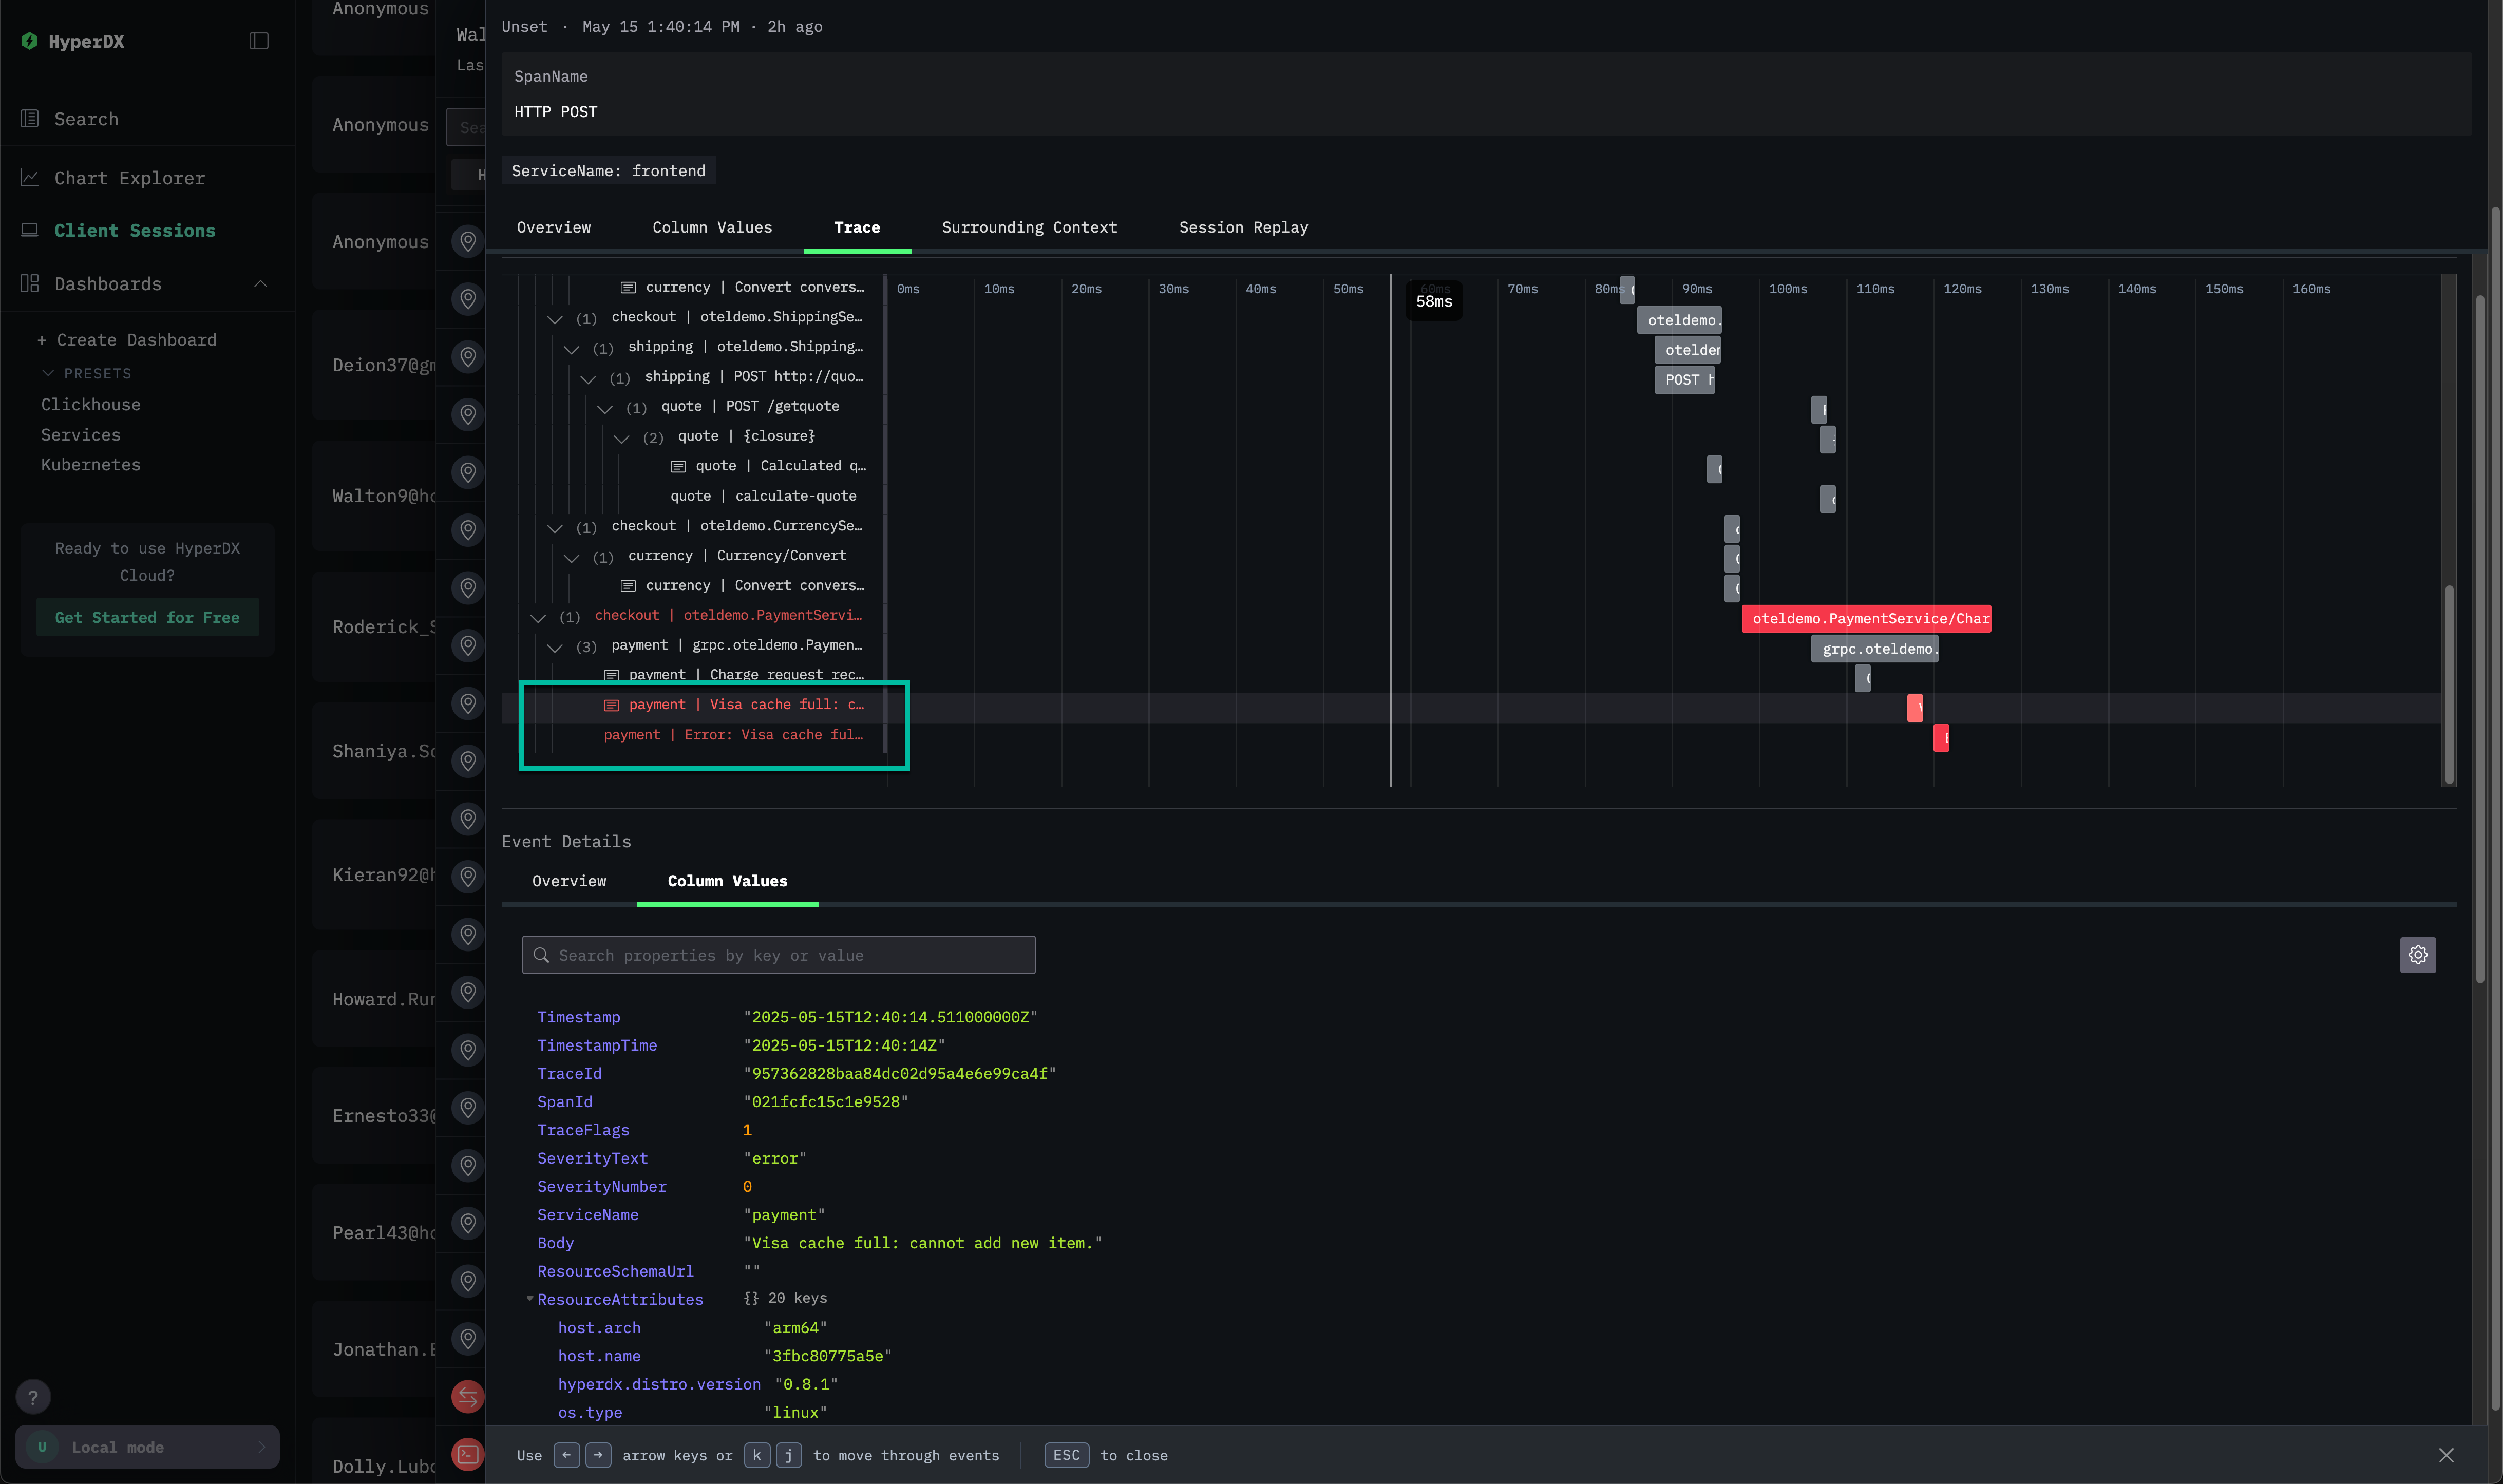 HyperDX
Search
Chart Explorer
Client Sessions
Dashboards
+ Create Dashboard
PRESETS
Clickhouse
Services
Kubernetes
Ready to use HyperDX
Cloud?
Get Started for Free
?
U Local mode
Anonymous
Anonymous
Anonymous
Deion37@gm
Walton9@ho
Roderick_S
Shaniya.Sc
Kieran92@h
Howard.Rur
Ernesto33@
Pearl43@ho
Jonathan.E
Dolly.Lubo
Wal
Las
Sea
H
Unset · May 15 1:40:14 PM · 2h ago
SpanName
HTTP POST
ServiceName: frontend
Overview Column Values Trace Surrounding Context Session Replay
0ms 10ms 20ms 30ms 40ms 50ms 60ms 70ms 80ms 90ms 100ms 110ms 120ms 130ms 140ms 150ms 160ms
58ms
currency | Convert convers…
(1) checkout | oteldemo.ShippingSe… oteldemo.
(1) shipping | oteldemo.Shipping… oteldem
(1) shipping | POST http://quo… POST h
(1) quote | POST /getquote
(2) quote | {closure}
quote | Calculated q…
quote | calculate-quote
(1) checkout | oteldemo.CurrencySe…
(1) currency | Currency/Convert
currency | Convert convers…
(1) checkout | oteldemo.PaymentServi… oteldemo.PaymentService/Char
(3) payment | grpc.oteldemo.Paymen… grpc.oteldemo.
payment | Charge request rec…
payment | Visa cache full: c…
payment | Error: Visa cache ful…
Event Details
Overview Column Values
Search properties by key or value
Timestamp "2025-05-15T12:40:14.511000000Z"
TimestampTime "2025-05-15T12:40:14Z"
TraceId "957362828baa84dc02d95a4e6e99ca4f"
SpanId "021fcfc15c1e9528"
TraceFlags 1
SeverityText "error"
SeverityNumber 0
ServiceName "payment"
Body "Visa cache full: cannot add new item."
ResourceSchemaUrl ""
ResourceAttributes {} 20 keys
host.arch "arm64"
host.name "3fbc80775a5e"
hyperdx.distro.version "0.8.1"
os.type "linux"
Use ← → arrow keys or k j to move through events ESC to close